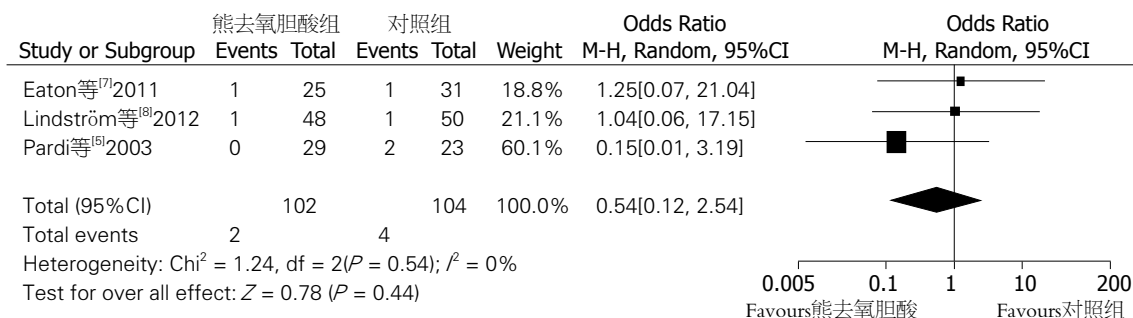 熊去氧胆酸组 对照组 Odds Ratio Odds Ratio
Study or Subgroup Events Total Events Total Weight M-H, Random, 95%CI M-H, Random, 95%CI
Eaton等[7]2011 1 25 1 31 18.8% 1.25[0.07, 21.04]
Lindström等[8]2012 1 48 1 50 21.1% 1.04[0.06, 17.15]
Pardi等[5]2003 0 29 2 23 60.1% 0.15[0.01, 3.19]
Total (95%CI) 102 104 100.0% 0.54[0.12, 2.54]
Total events 2 4
Heterogeneity: Chi² = 1.24, df = 2(P = 0.54); I² = 0%
Test for over all effect: Z = 0.78 (P = 0.44)
0.005 0.1 1 10 200
Favours熊去氧胆酸 Favours对照组